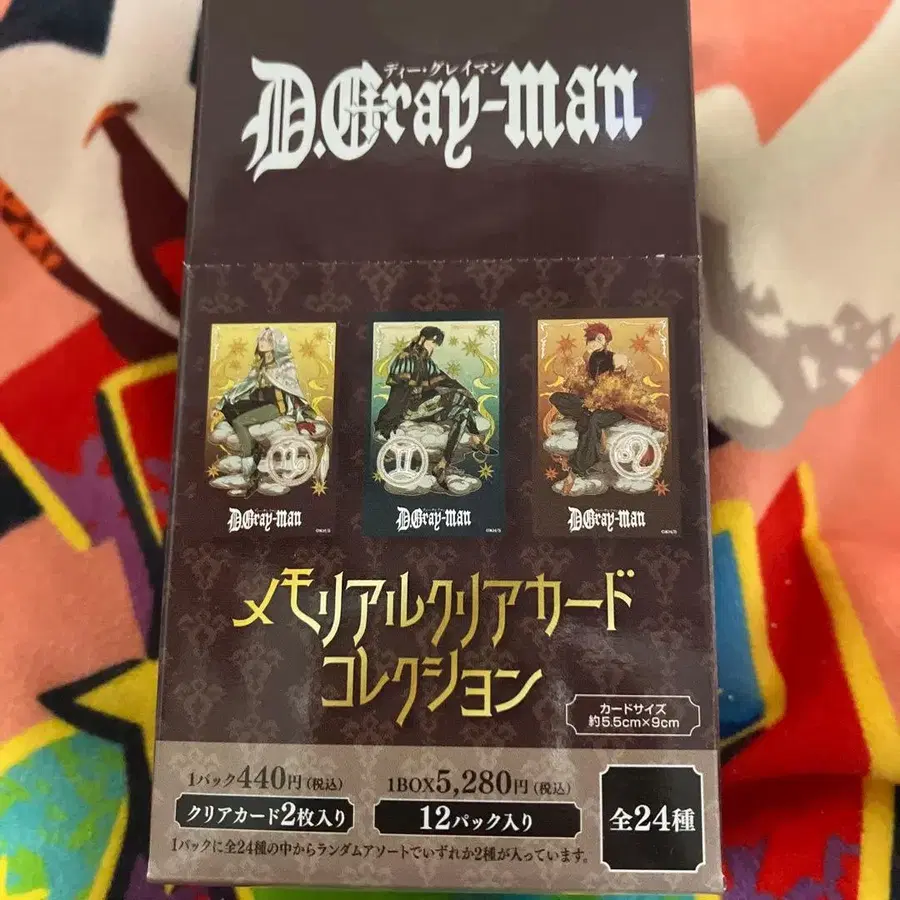 ディー・グレイマン
D.Gray-man
D.Gray-man
D.Gray-man
D.Gray-man
メモリアルクリアカード
コレクション
カードサイズ
約5.5cm×9cm
1パック440円(税込)
1BOX5,280円(税込)
クリアカード2枚入り
12パック入り
全24種
1パックに全24種の中からランダムアソートでいずれか2種が入っています。